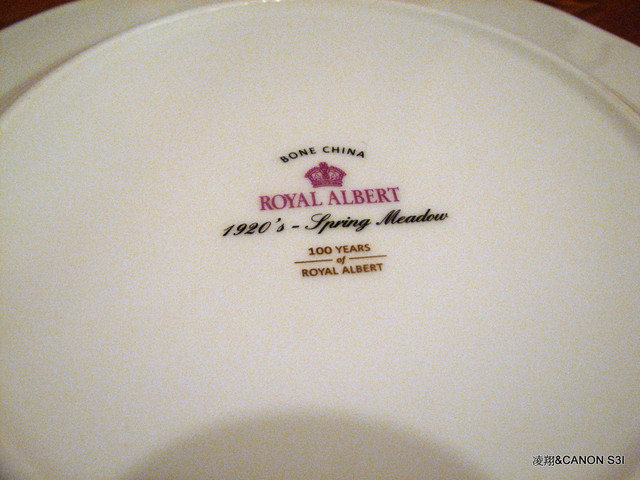 BONE CHINA
ROYAL ALBERT
1920's - Spring Meadow
100 YEARS
of
ROYAL ALBERT
凌翔&CANON S3I